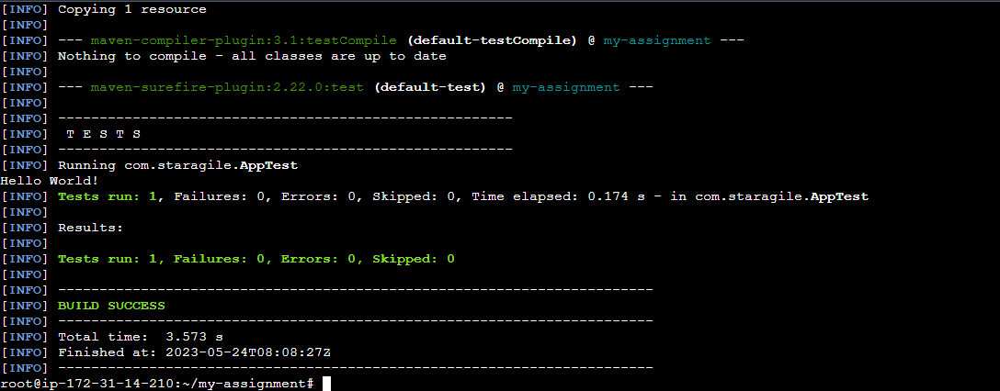 [INFO] Copying 1 resource
[INFO]
[INFO] --- maven-compiler-plugin:3.1:testCompile (default-testCompile) @ my-assignment ---
[INFO] Nothing to compile - all classes are up to date
[INFO]
[INFO] --- maven-surefire-plugin:2.22.0:test (default-test) @ my-assignment ---
[INFO]
[INFO] -------------------------------------------------------
[INFO]  T E S T S
[INFO] -------------------------------------------------------
[INFO] Running com.staragile.AppTest
Hello World!
[INFO] Tests run: 1, Failures: 0, Errors: 0, Skipped: 0, Time elapsed: 0.174 s - in com.staragile.AppTest
[INFO]
[INFO] Results:
[INFO]
[INFO] Tests run: 1, Failures: 0, Errors: 0, Skipped: 0
[INFO]
[INFO] ------------------------------------------------------------------------
[INFO] BUILD SUCCESS
[INFO] ------------------------------------------------------------------------
[INFO] Total time:  3.573 s
[INFO] Finished at: 2023-05-24T08:08:27Z
[INFO] ------------------------------------------------------------------------
root@ip-172-31-14-210:~/my-assignment#